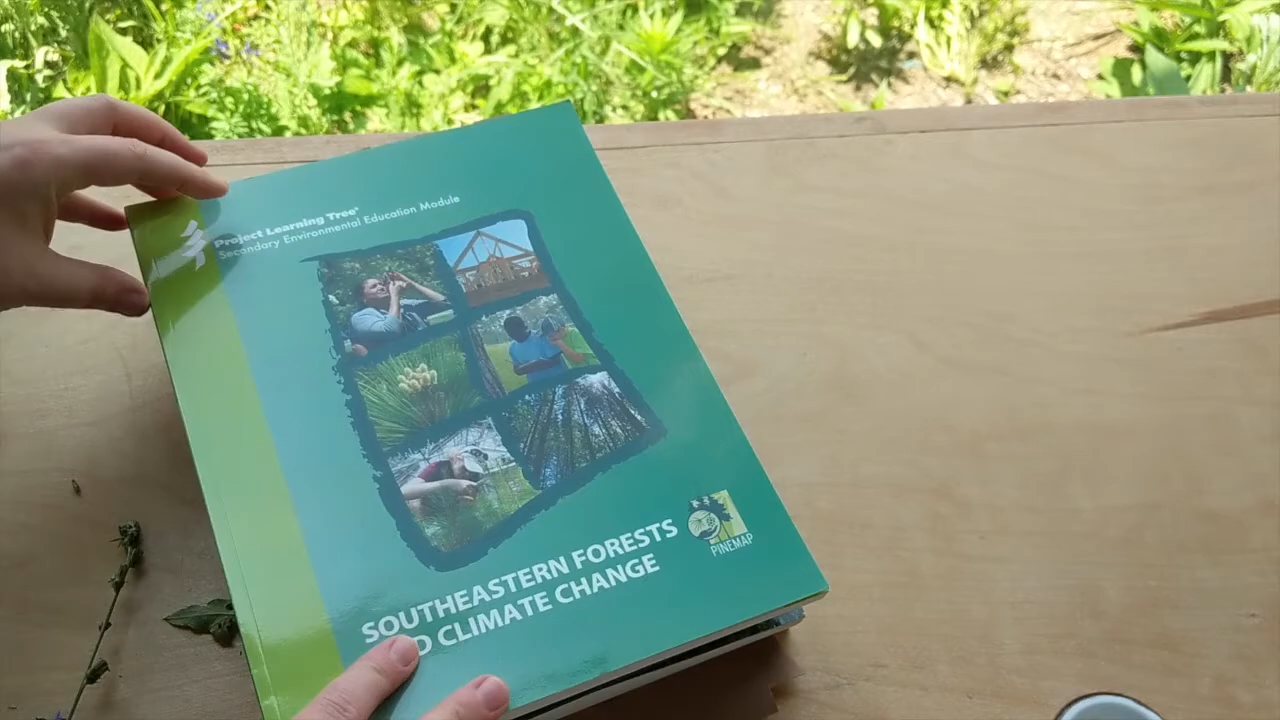 Project Learning Tree®
Secondary Environmental Education Module
SOUTHEASTERN FORESTS
D CLIMATE CHANGE
PINEMAP